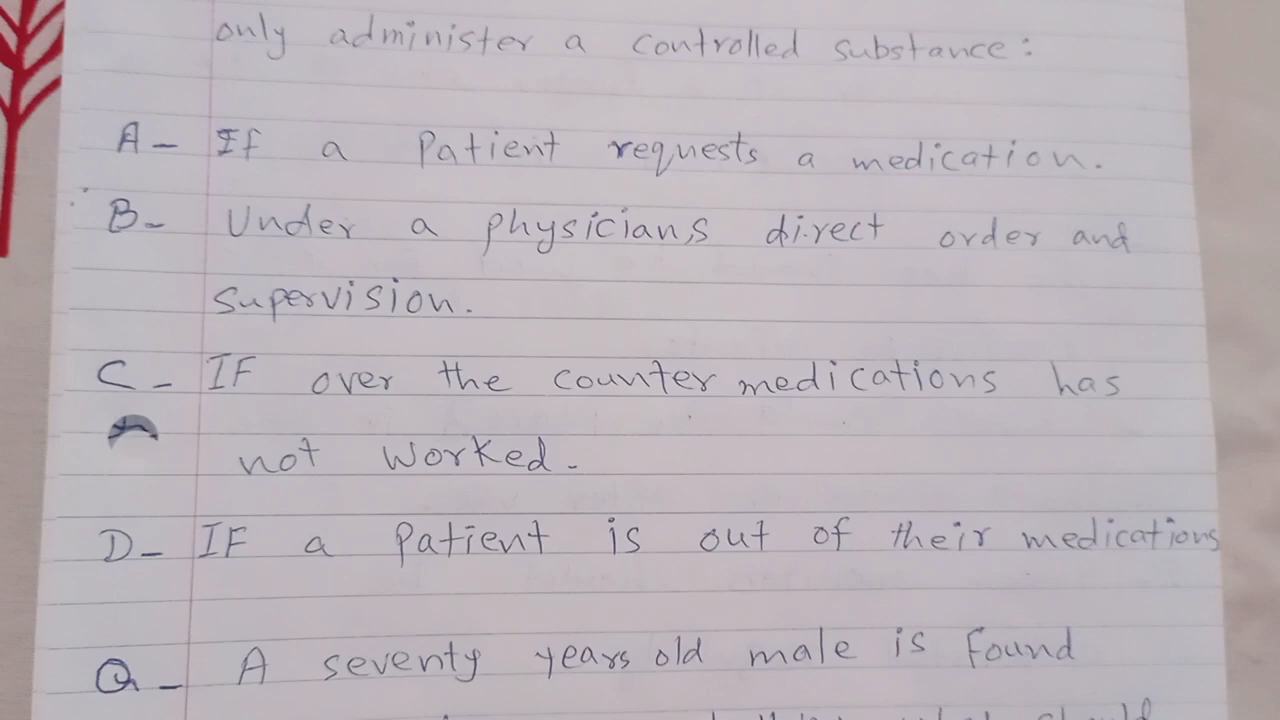 only administer a controlled substance:
A- If a Patient requests a medication.
B- Under a physicians direct order and
supervision.
C- IF over the counter medications has
not worked.
D- IF a patient is out of their medications
Q- A seventy years old male is found